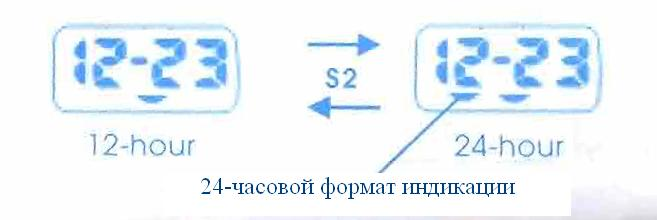 12-23 S2 12-23
12-hour 24-hour
24-часовой формат индикации